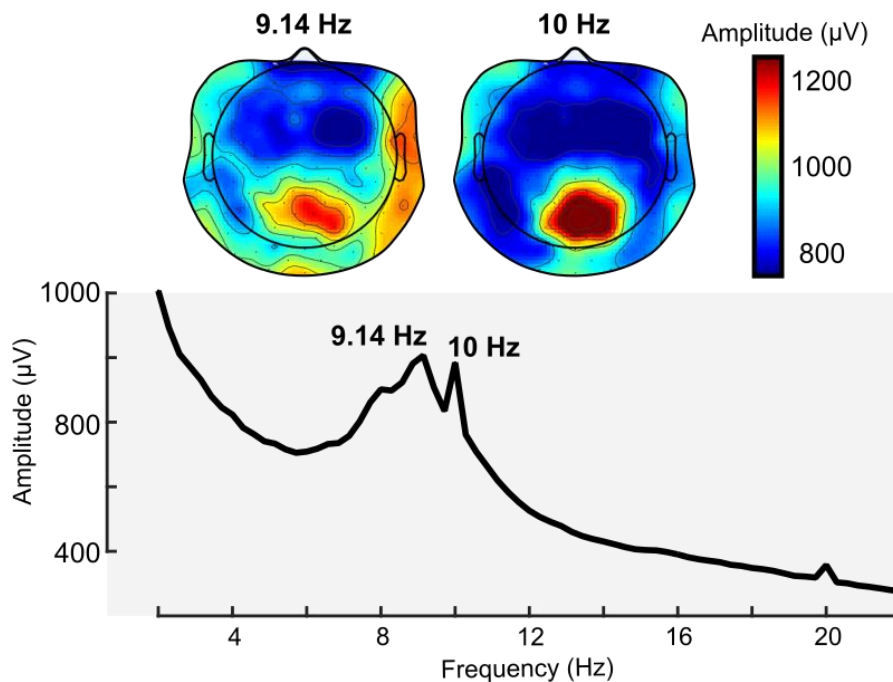 9.14 Hz
10 Hz
Amplitude (μV)
1200
1000
800
1000
800
400
Amplitude (μV)
9.14 Hz
10 Hz
4
8
12
16
20
Frequency (Hz)